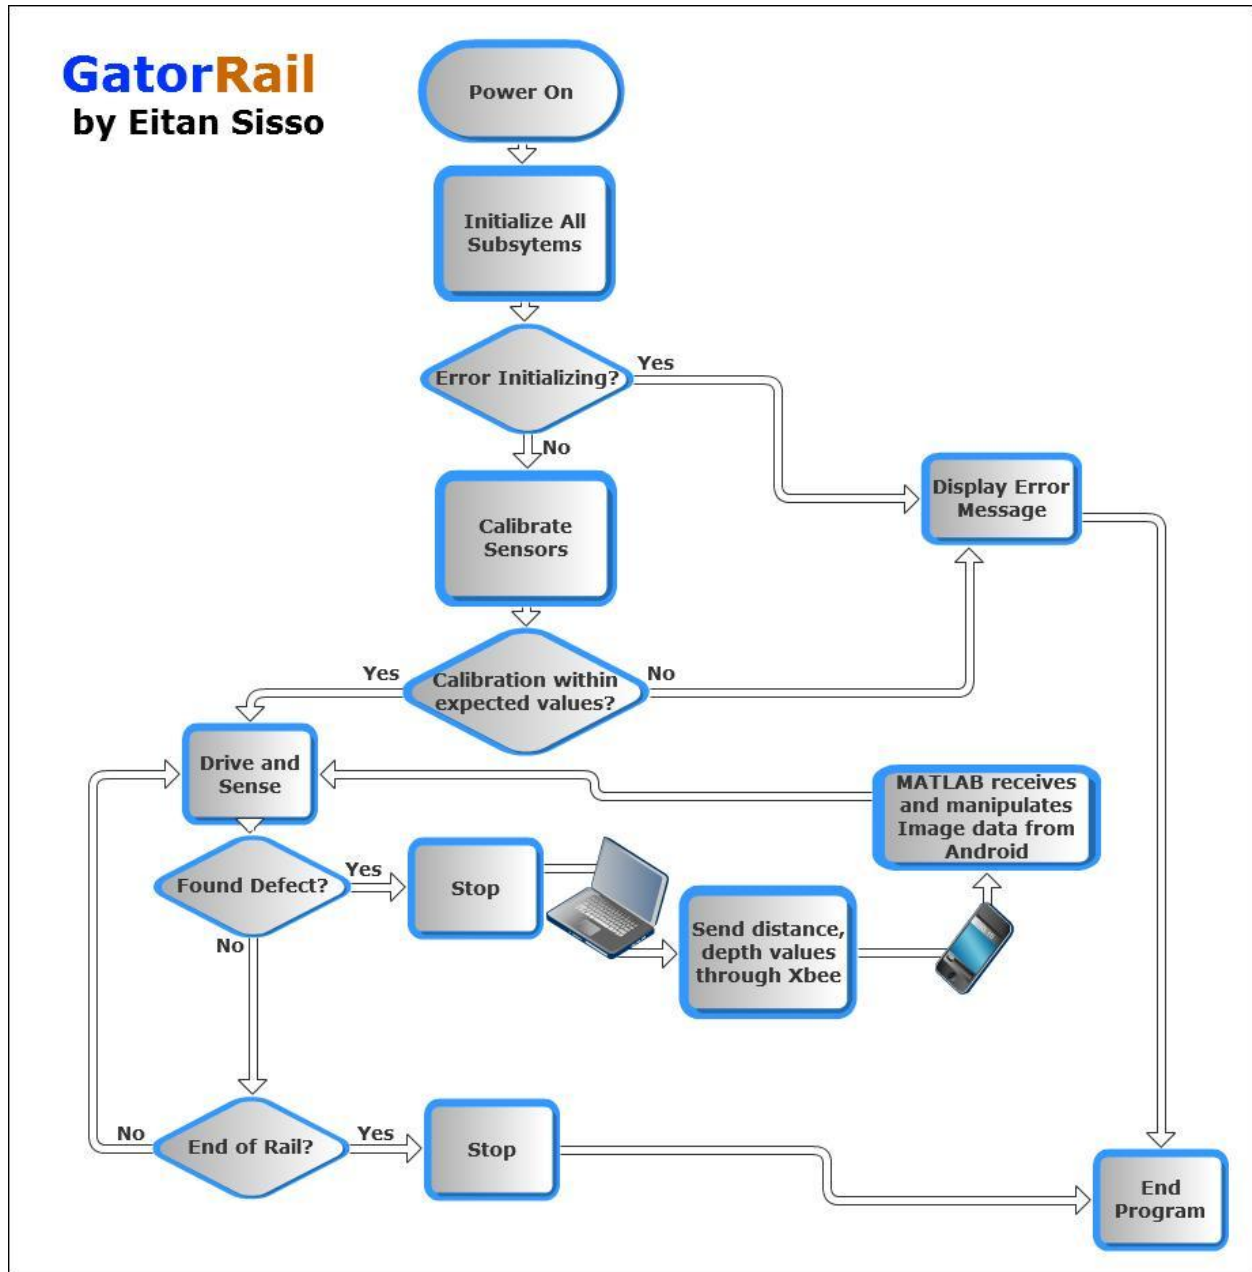 GatorRail
by Eitan Sisso
Power On
Initialize All
Subsytems
Error Initializing?
Yes
No
Calibrate
Sensors
Display Error
Message
Calibration within
expected values?
Yes
No
Drive and
Sense
MATLAB receives
and manipulates
Image data from
Android
Found Defect?
Yes
Stop
Send distance,
depth values
through Xbee
No
End of Rail?
No
Yes
Stop
End
Program